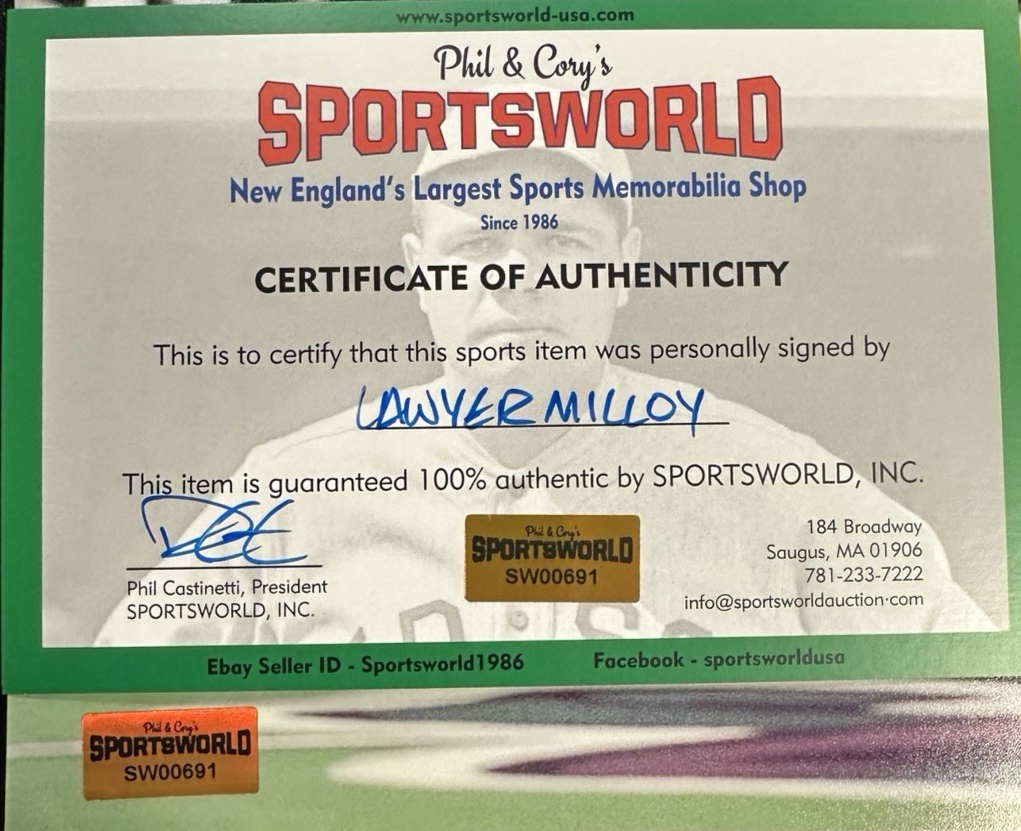 www.sportsworld-usa.com
Phil & Cory's
SPORTSWORLD
New England's Largest Sports Memorabilia Shop
Since 1986
CERTIFICATE OF AUTHENTICITY
This is to certify that this sports item was personally signed by
LAWYER MILLOY
This item is guaranteed 100% authentic by SPORTSWORLD, INC.
Phil Castinetti, President
SPORTSWORLD, INC.
Phil & Cory's
SPORTSWORLD
SW00691
184 Broadway
Saugus, MA 01906
781-233-7222
info@sportsworldauction·com
Ebay Seller ID - Sportsworld1986 Facebook - sportsworldusa
Phil & Cory's
SPORTSWORLD
SW00691